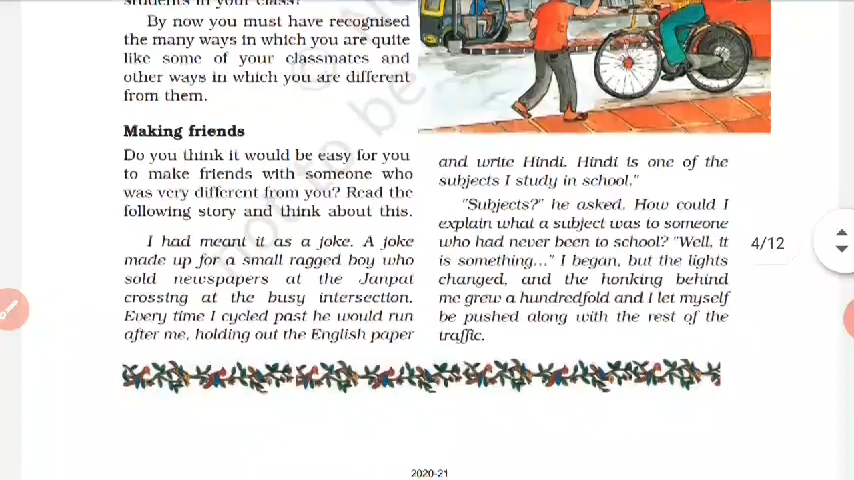 students in your class?
By now you must have recognised
the many ways in which you are quite
like some of your classmates and
other ways in which you are different
from them.
Making friends
Do you think it would be easy for you
to make friends with someone who
was very different from you? Read the
following story and think about this.
I had meant it as a joke. A joke
made up for a small ragged boy who
sold newspapers at the Janpat
crossing at the busy intersection.
Every time I cycled past he would run
after me, holding out the English paper
and write Hindi. Hindi is one of the
subjects I study in school."
"Subjects?" he asked. How could I
explain what a subject was to someone
who had never been to school? "Well, it
is something..." I began, but the lights
changed, and the honking behind
me grew a hundredfold and I let myself
be pushed along with the rest of the
traffic.
4/12
not to be
2020-21